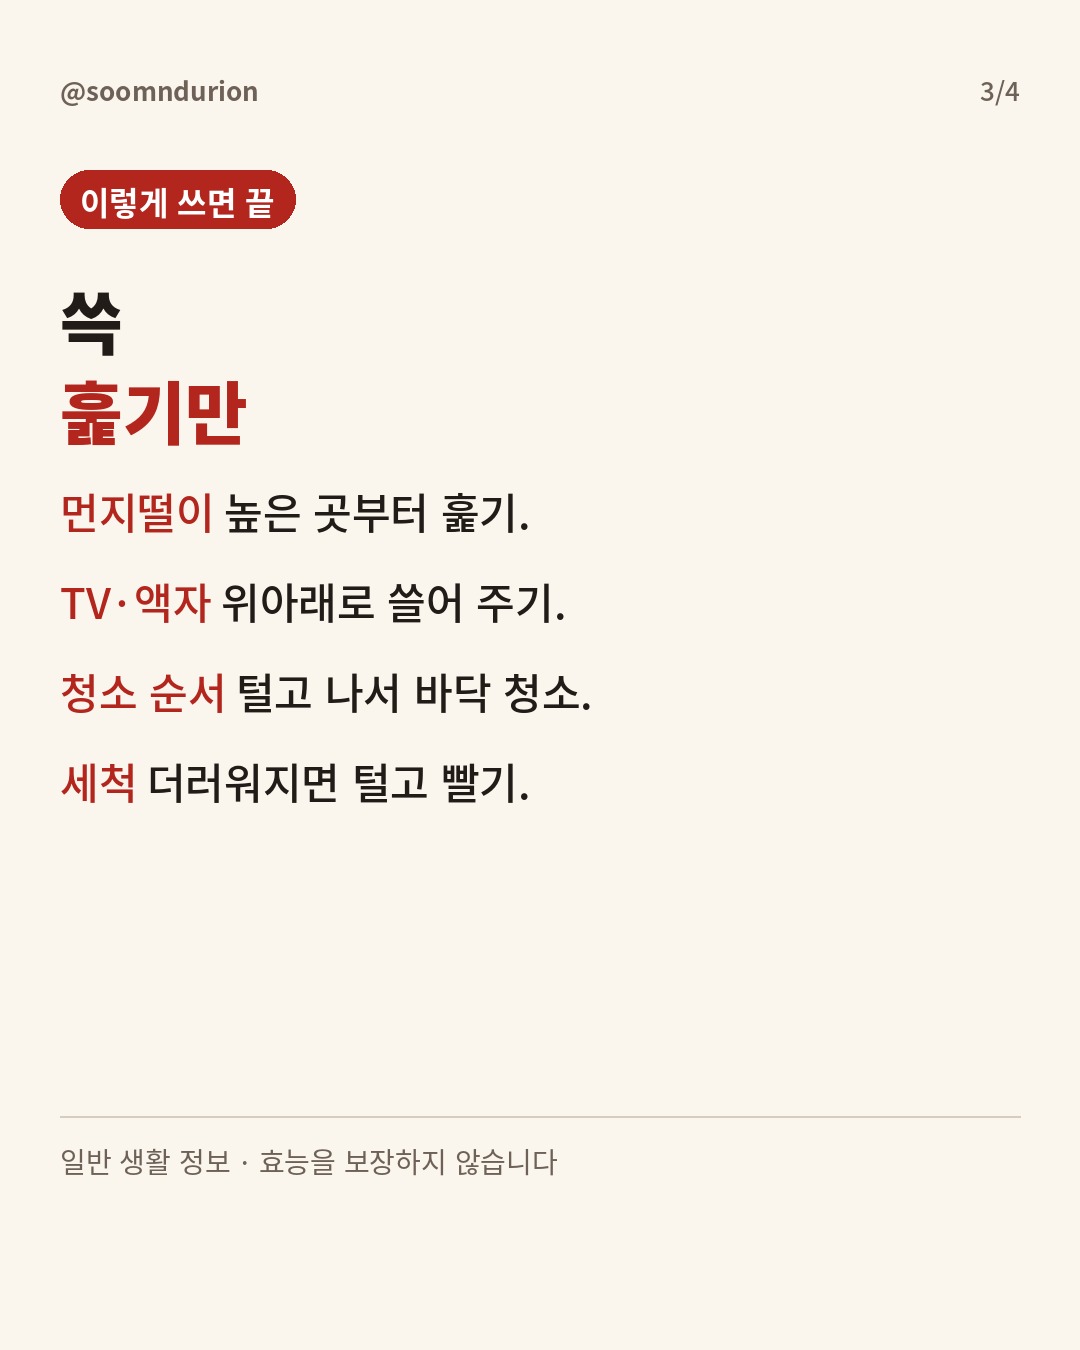 @soomndurion
3/4
이렇게 쓰면 끝
쓱
훑기만
먼지떨이 높은 곳부터 훑기.
TV·액자 위아래로 쓸어 주기.
청소 순서 털고 나서 바닥 청소.
세척 더러워지면 털고 빨기.
일반 생활 정보 · 효능을 보장하지 않습니다